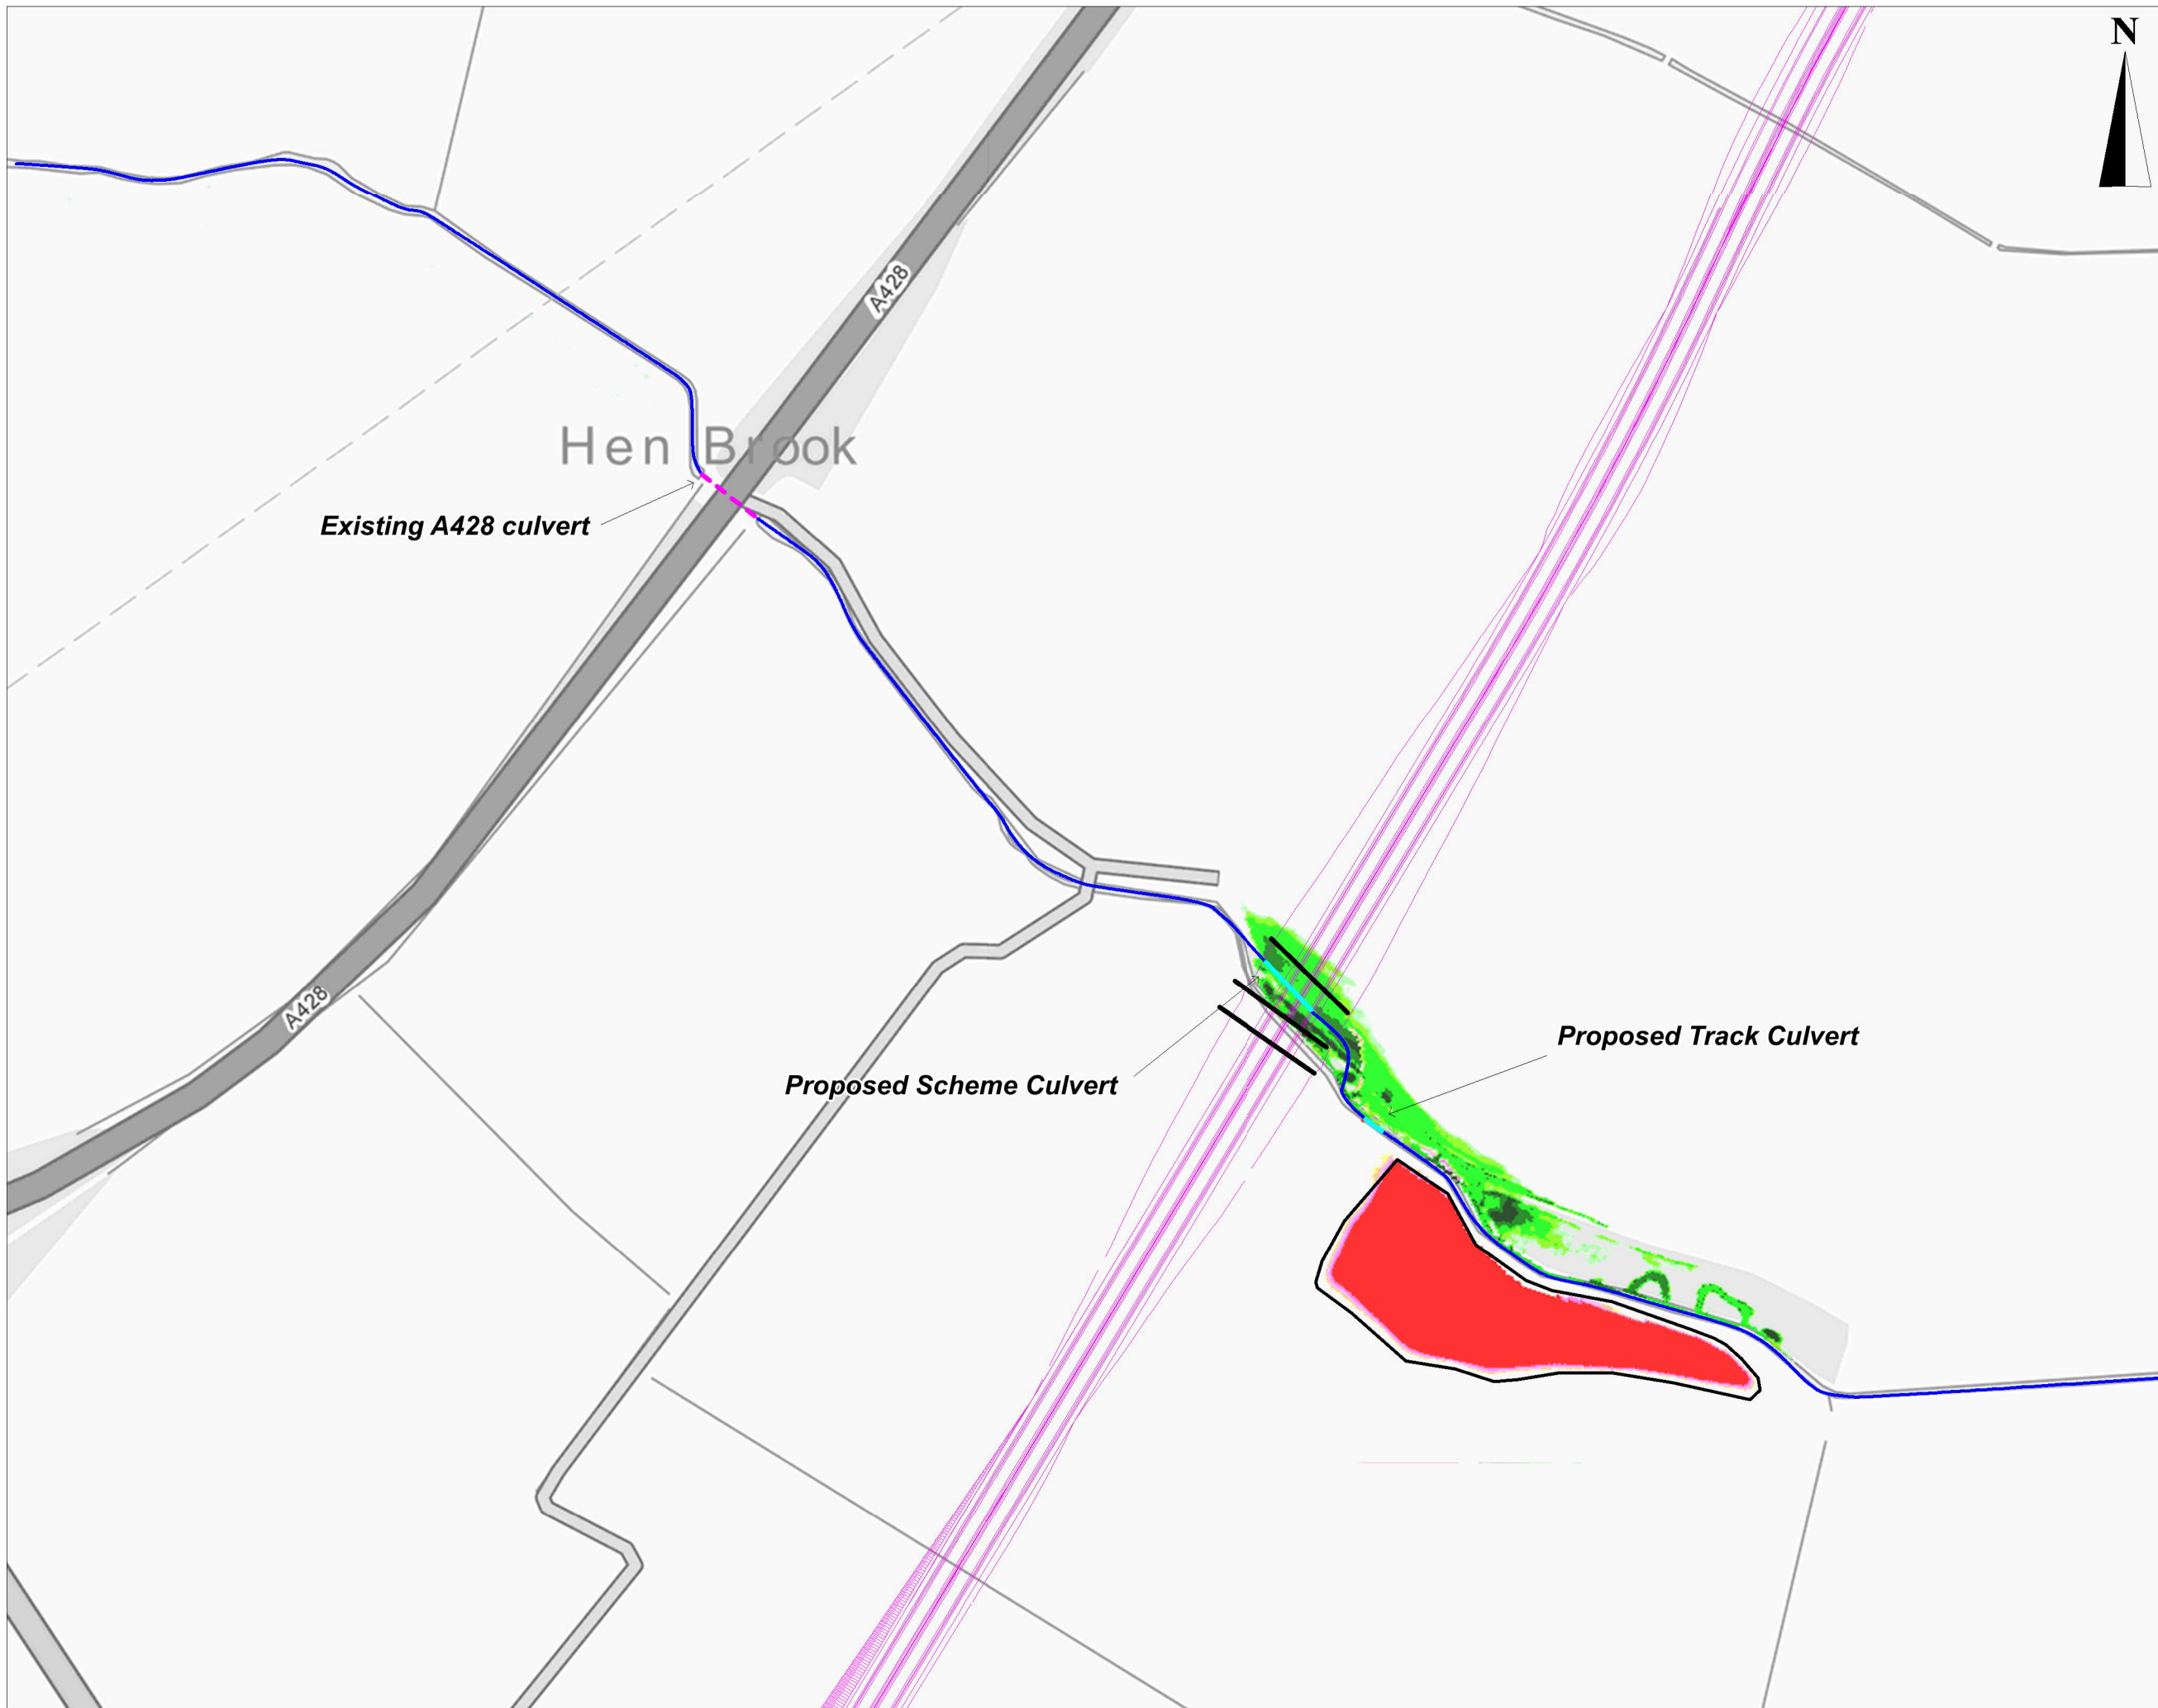 N
A428
Hen Brook
Existing A428 culvert
A428
Proposed Track Culvert
Proposed Scheme Culvert